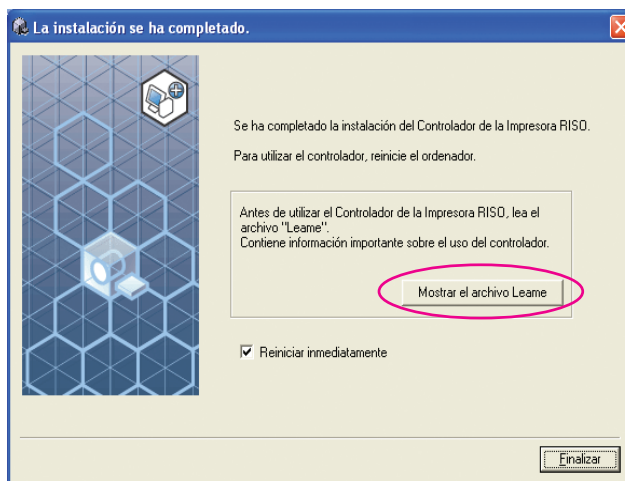 La instalación se ha completado.
Se ha completado la instalación del Controlador de la Impresora RISO.
Para utilizar el controlador, reinicie el ordenador.
Antes de utilizar el Controlador de la Impresora RISO, lea el
archivo "Leame".
Contiene información importante sobre el uso del controlador.
Mostrar el archivo Leame
Reiniciar inmediatamente
Finalizar